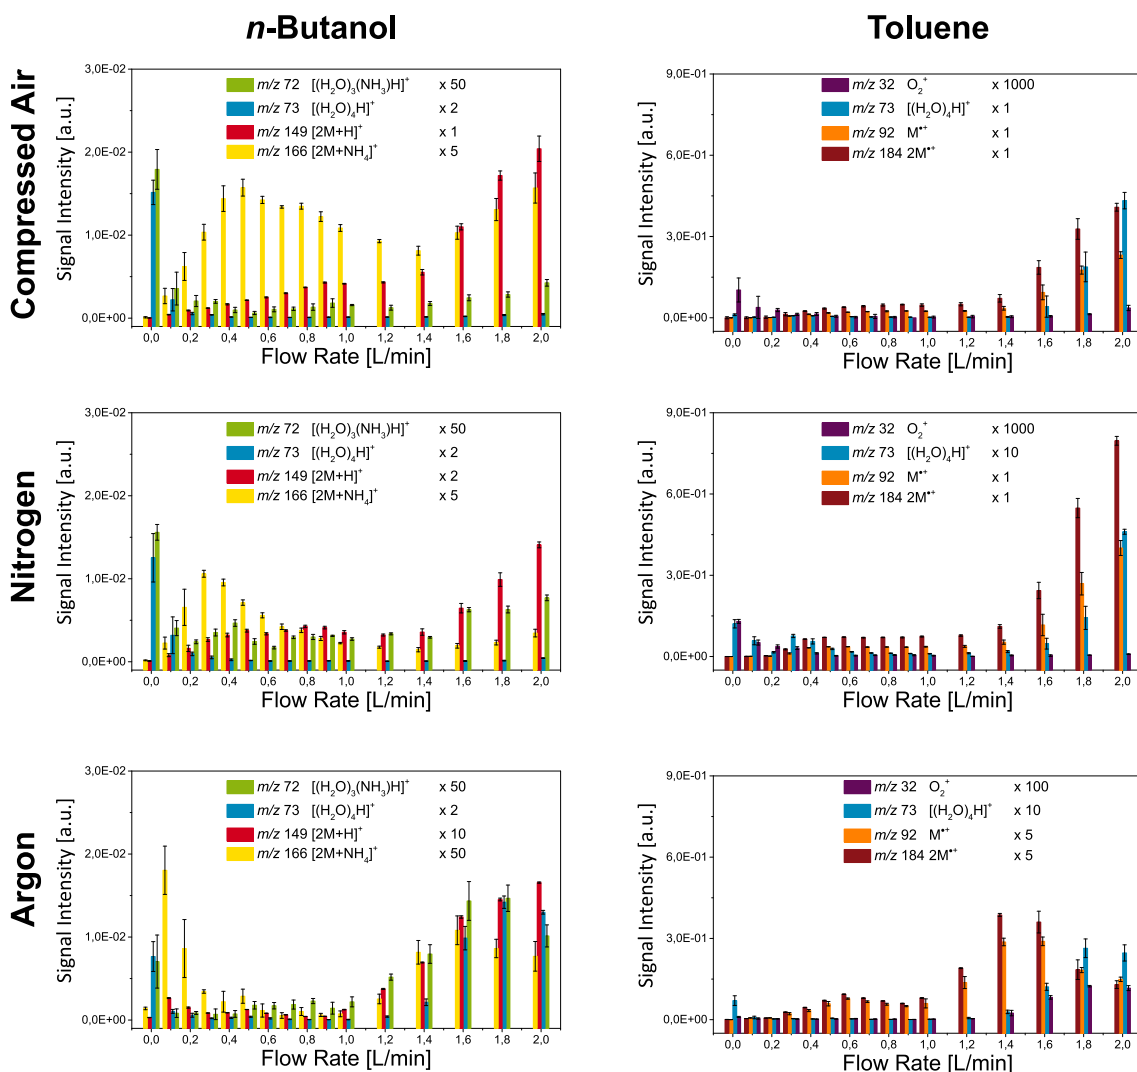 n-Butanol
Toluene
Compressed Air
Signal Intensity [a.u.]
3,0E-02
2,0E-02
1,0E-02
0,0E+00
m/z 72 [(H₂O)₃(NH₃)H]⁺ x 50
m/z 73 [(H₂O)₄H]⁺ x 2
m/z 149 [2M+H]⁺ x 1
m/z 166 [2M+NH₄]⁺ x 5
0,0 0,2 0,4 0,6 0,8 1,0 1,2 1,4 1,6 1,8 2,0
Flow Rate [L/min]
Signal Intensity [a.u.]
9,0E-01
6,0E-01
3,0E-01
0,0E+00
m/z 32 O₂⁺ x 1000
m/z 73 [(H₂O)₄H]⁺ x 1
m/z 92 M•⁺ x 1
m/z 184 2M•⁺ x 1
0,0 0,2 0,4 0,6 0,8 1,0 1,2 1,4 1,6 1,8 2,0
Flow Rate [L/min]
Nitrogen
Signal Intensity [a.u.]
3,0E-02
2,0E-02
1,0E-02
0,0E+00
m/z 72 [(H₂O)₃(NH₃)H]⁺ x 50
m/z 73 [(H₂O)₄H]⁺ x 2
m/z 149 [2M+H]⁺ x 2
m/z 166 [2M+NH₄]⁺ x 5
0,0 0,2 0,4 0,6 0,8 1,0 1,2 1,4 1,6 1,8 2,0
Flow Rate [L/min]
Signal Intensity [a.u.]
9,0E-01
6,0E-01
3,0E-01
0,0E+00
m/z 32 O₂⁺ x 1000
m/z 73 [(H₂O)₄H]⁺ x 10
m/z 92 M•⁺ x 1
m/z 184 2M•⁺ x 1
0,0 0,2 0,4 0,6 0,8 1,0 1,2 1,4 1,6 1,8 2,0
Flow Rate [L/min]
Argon
Signal Intensity [a.u.]
3,0E-02
2,0E-02
1,0E-02
0,0E+00
m/z 72 [(H₂O)₃(NH₃)H]⁺ x 50
m/z 73 [(H₂O)₄H]⁺ x 2
m/z 149 [2M+H]⁺ x 10
m/z 166 [2M+NH₄]⁺ x 50
0,0 0,2 0,4 0,6 0,8 1,0 1,2 1,4 1,6 1,8 2,0
Flow Rate [L/min]
Signal Intensity [a.u.]
9,0E-01
6,0E-01
3,0E-01
0,0E+00
m/z 32 O₂⁺ x 100
m/z 73 [(H₂O)₄H]⁺ x 10
m/z 92 M•⁺ x 5
m/z 184 2M•⁺ x 5
0,0 0,2 0,4 0,6 0,8 1,0 1,2 1,4 1,6 1,8 2,0
Flow Rate [L/min]